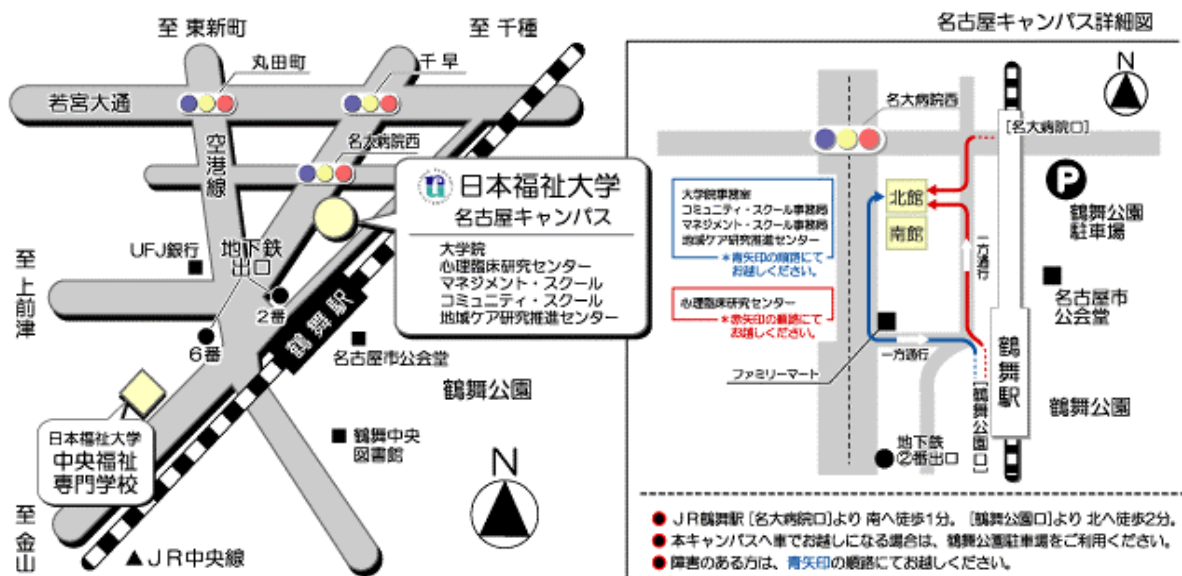 至 東新町
至 千種
丸田町
千早
若宮大通
空港線
名大病院西
日本福祉大学
名古屋キャンパス
大学院
心理臨床研究センター
マネジメント・スクール
コミュニティ・スクール
地域ケア研究推進センター
UFJ銀行
地下鉄
出口
2番
6番
至 上前津
鶴舞駅
名古屋市公会堂
鶴舞公園
日本福祉大学
中央福祉
専門学校
鶴舞中央
図書館
N
至 金山
▲JR中央線
名古屋キャンパス詳細図
N
名大病院西
[名大病院口]
大学院事務室
コミュニティ・スクール事務局
マネジメント・スクール事務局
地域ケア研究推進センター
＊青矢印の順路にて
お越しください。
北館
南館
P
鶴舞公園
駐車場
一方通行
心理臨床研究センター
＊赤矢印の順路にて
お越しください。
名古屋市
公会堂
一方通行
ファミリーマート
鶴舞駅
[鶴舞公園口]
鶴舞公園
地下鉄
②番出口
● JR鶴舞駅 [名大病院口]より 南へ徒歩1分。 [鶴舞公園口]より 北へ徒歩2分。
● 本キャンパスへ車でお越しになる場合は、鶴舞公園駐車場をご利用ください。
● 障害のある方は、青矢印の順路にてお越しください。